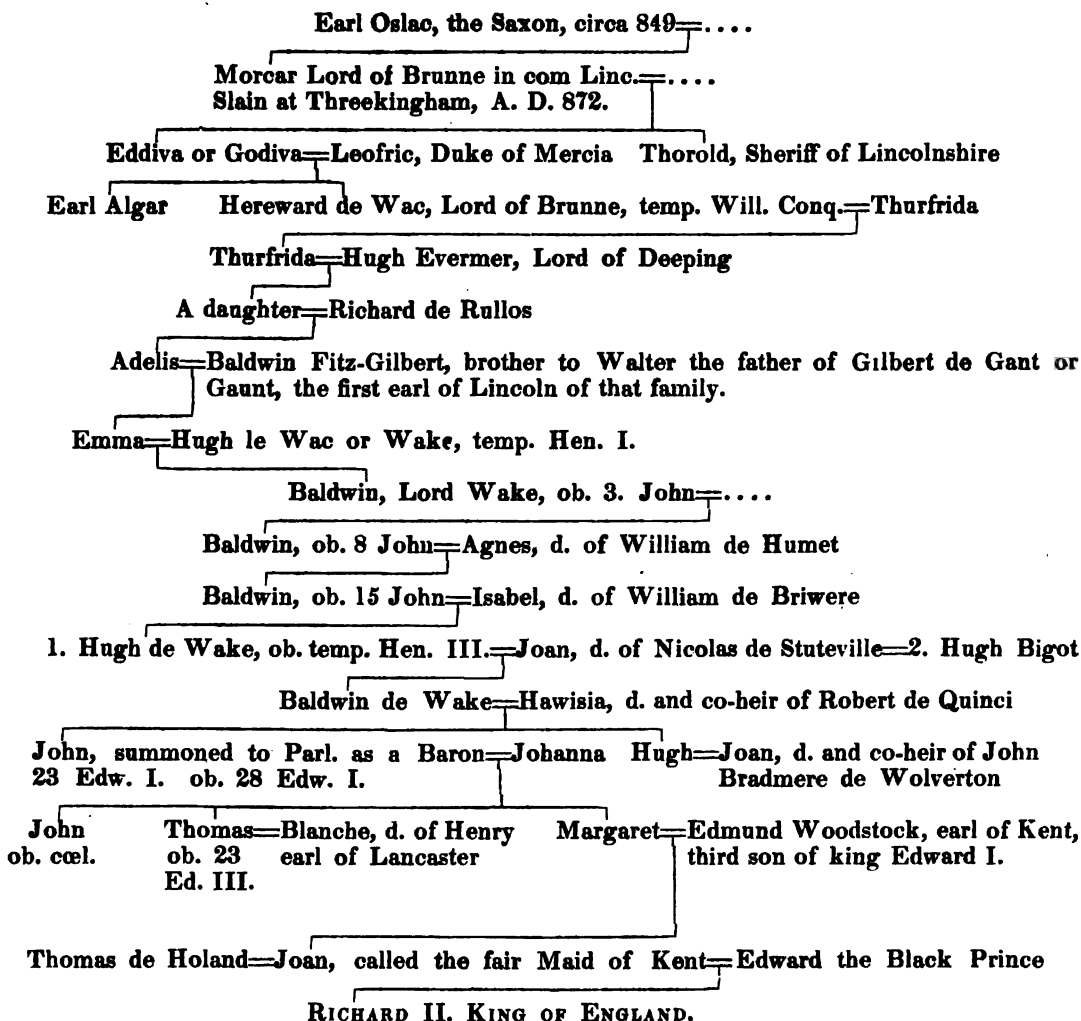 Earl Oslac, the Saxon, circa 849=....
Morcar Lord of Brunne in com Linc.=....
Slain at Threekingham, A. D. 872.
Eddiva or Godiva=Leofric, Duke of Mercia Thorold, Sheriff of Lincolnshire
Earl Algar Hereward de Wac, Lord of Brunne, temp. Will. Conq.=Thurfrida
Thurfrida=Hugh Evermer, Lord of Deeping
A daughter=Richard de Rullos
Adelis=Baldwin Fitz-Gilbert, brother to Walter the father of Gilbert de Gant or
Gaunt, the first earl of Lincoln of that family.
Emma=Hugh le Wac or Wake, temp. Hen. I.
Baldwin, Lord Wake, ob. 3. John=....
Baldwin, ob. 8 John=Agnes, d. of William de Humet
Baldwin, ob. 15 John=Isabel, d. of William de Briwere
1. Hugh de Wake, ob. temp. Hen. III.=Joan, d. of Nicolas de Stuteville=2. Hugh Bigot
Baldwin de Wake=Hawisia, d. and co-heir of Robert de Quinci
John, summoned to Parl. as a Baron=Johanna Hugh=Joan, d. and co-heir of John
23 Edw. I. ob. 28 Edw. I. Bradmere de Wolverton
John Thomas=Blanche, d. of Henry Margaret=Edmund Woodstock, earl of Kent,
ob. cœl. ob. 23 earl of Lancaster third son of king Edward I.
Ed. III.
Thomas de Holand=Joan, called the fair Maid of Kent=Edward the Black Prince
RICHARD II. KING OF ENGLAND.